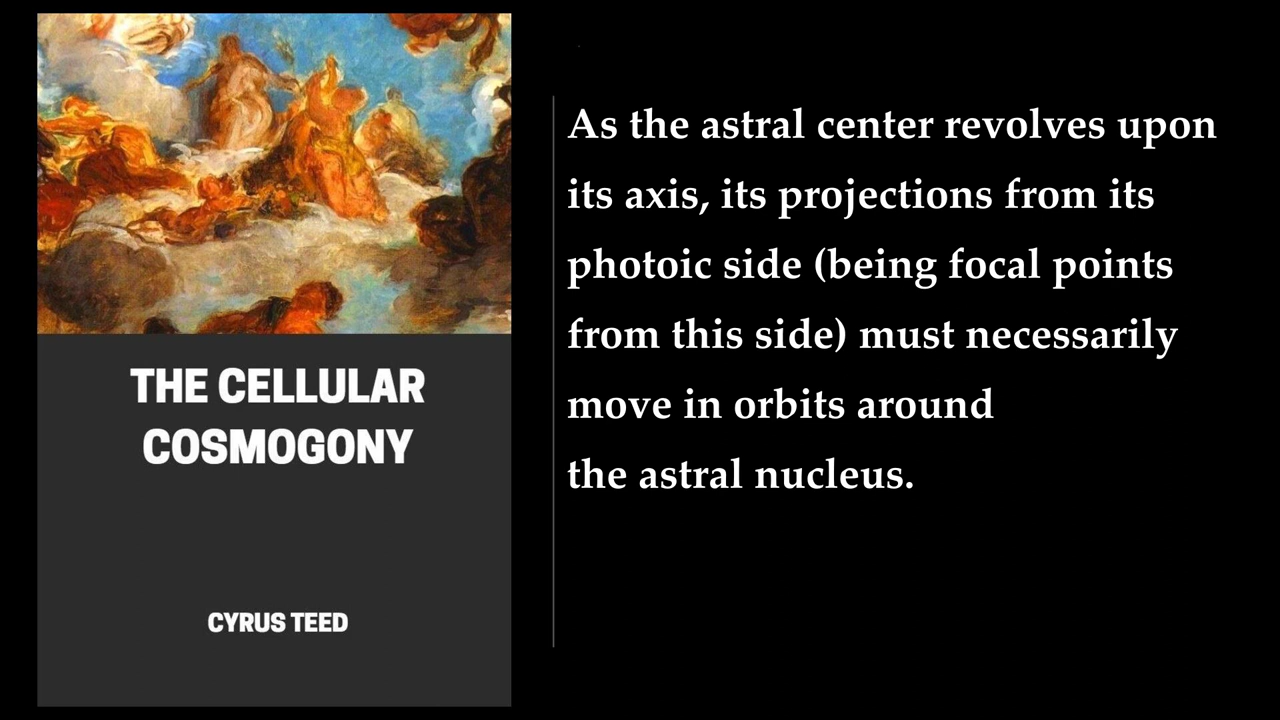 THE CELLULAR
COSMOGONY
CYRUS TEED
As the astral center revolves upon
its axis, its projections from its
photoic side (being focal points
from this side) must necessarily
move in orbits around
the astral nucleus.